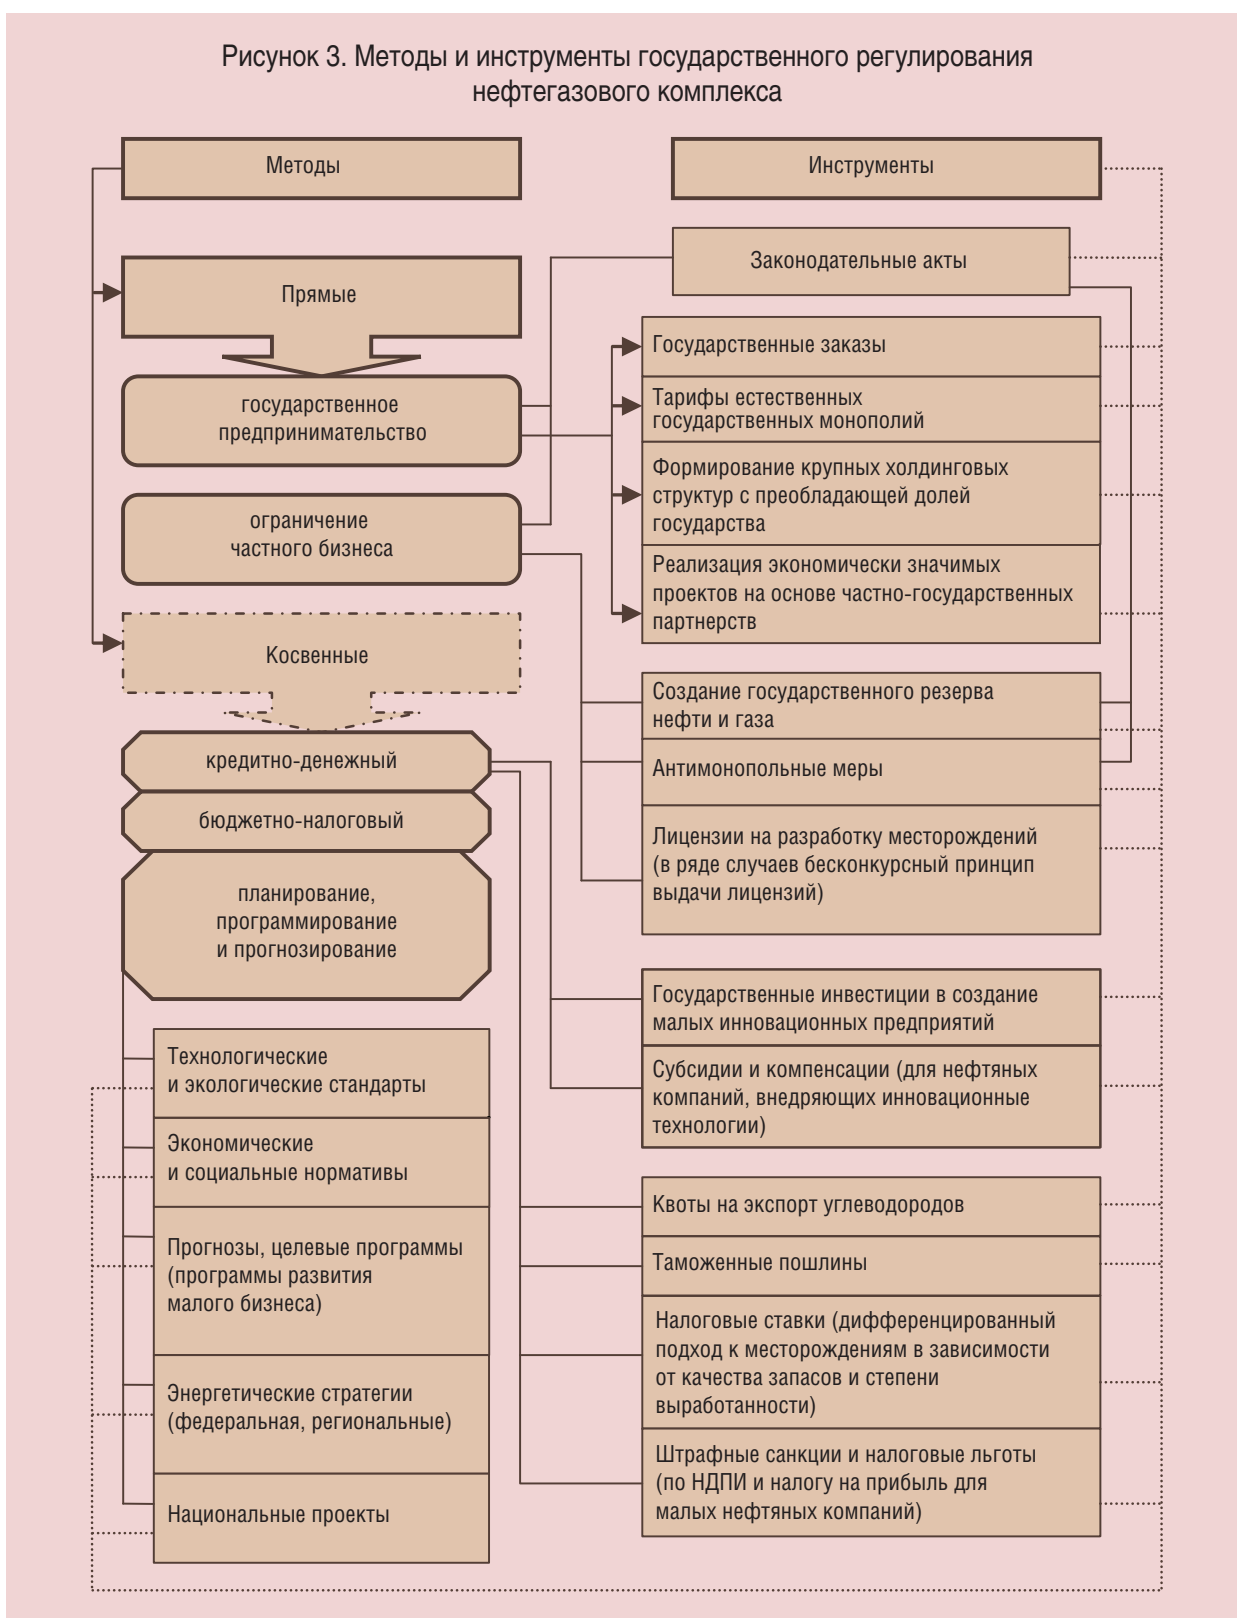 Рисунок 3. Методы и инструменты государственного регулирования
нефтегазового комплекса
Методы
Инструменты
Прямые
государственное
предпринимательство
ограничение
частного бизнеса
Косвенные
кредитно-денежный
бюджетно-налоговый
планирование,
программирование
и прогнозирование
Технологические
и экологические стандарты
Экономические
и социальные нормативы
Прогнозы, целевые программы
(программы развития
малого бизнеса)
Энергетические стратегии
(федеральная, региональные)
Национальные проекты
Законодательные акты
Государственные заказы
Тарифы естественных
государственных монополий
Формирование крупных холдинговых
структур с преобладающей долей
государства
Реализация экономически значимых
проектов на основе частно-государственных
партнерств
Создание государственного резерва
нефти и газа
Антимонопольные меры
Лицензии на разработку месторождений
(в ряде случаев бесконкурсный принцип
выдачи лицензий)
Государственные инвестиции в создание
малых инновационных предприятий
Субсидии и компенсации (для нефтяных
компаний, внедряющих инновационные
технологии)
Квоты на экспорт углеводородов
Таможенные пошлины
Налоговые ставки (дифференцированный
подход к месторождениям в зависимости
от качества запасов и степени
выработанности)
Штрафные санкции и налоговые льготы
(по НДПИ и налогу на прибыль для
малых нефтяных компаний)